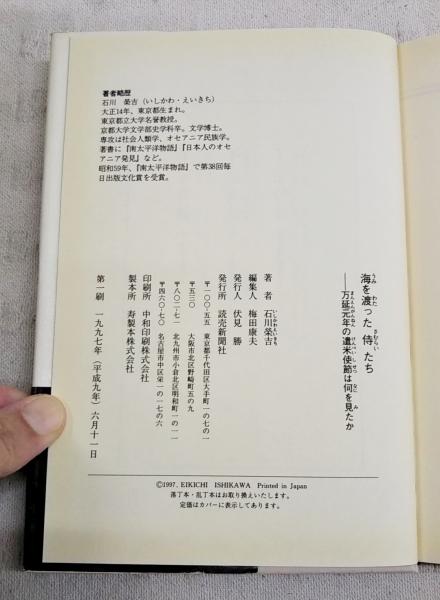 著者略歴
石川 榮吉(いしかわ・えいきち)
大正14年、東京都生まれ。
東京都立大学名誉教授。
京都大学文学部史学科卒。文学博士。
専攻は社会人類学、オセアニア民族学。
著書に『南太平洋物語』『日本人のオセ
アニア発見』など。
昭和59年、『南太平洋物語』で第38回毎
日出版文化賞を受賞。
海を渡った侍たち
──万延元年の遣米使節は何を見たか
著者 石川榮吉
編集人 梅田康夫
発行人 伏見 勝
発行所 読売新聞社
〒一〇〇-五五 東京都千代田区大手町一の七の一
〒五三〇 大阪市北区野崎町五の九
〒八〇二-七一 北九州市小倉北区明和町一の一一
〒四六〇-七〇 名古屋市中区栄一の一七の六
印刷所 中和印刷株式会社
製本所 寿製本株式会社
第一刷 一九九七年(平成九年)六月十一日
©1997, EIKICHI ISHIKAWA Printed in Japan
落丁本・乱丁本はお取り換えいたします。
定価はカバーに表示してあります。